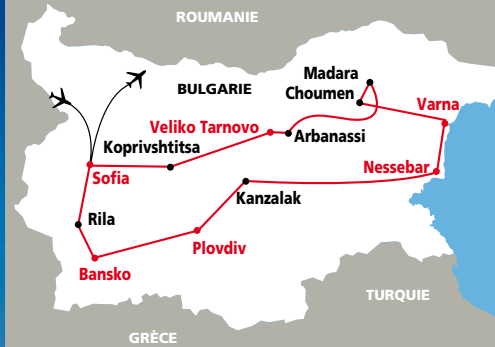 ROUMANIE
BULGARIE
Madara
Choumen
Varna
Veliko Tarnovo
Arbanassi
Koprivshtitsa
Sofia
Nessebar
Kanzalak
Rila
Plovdiv
Bansko
TURQUIE
GRÈCE